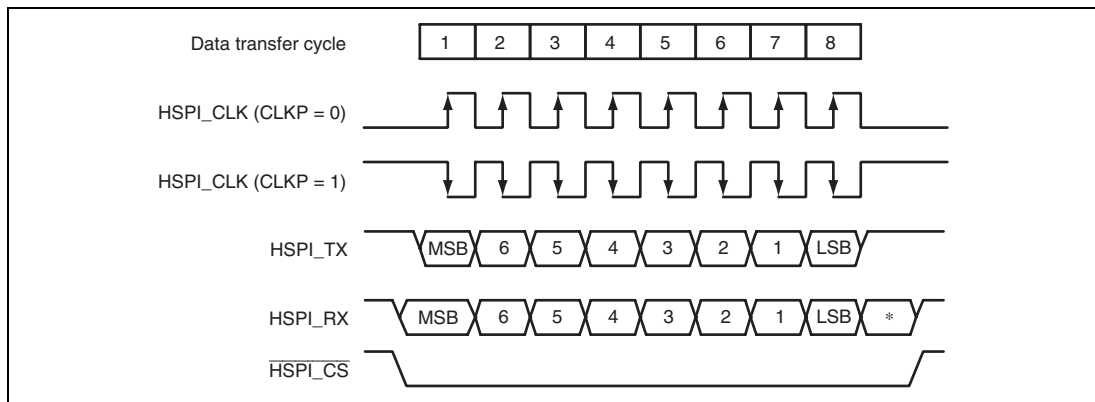 Data transfer cycle 1 2 3 4 5 6 7 8
HSPI_CLK (CLKP = 0)
HSPI_CLK (CLKP = 1)
HSPI_TX MSB 6 5 4 3 2 1 LSB
HSPI_RX MSB 6 5 4 3 2 1 LSB *
HSPI_CS